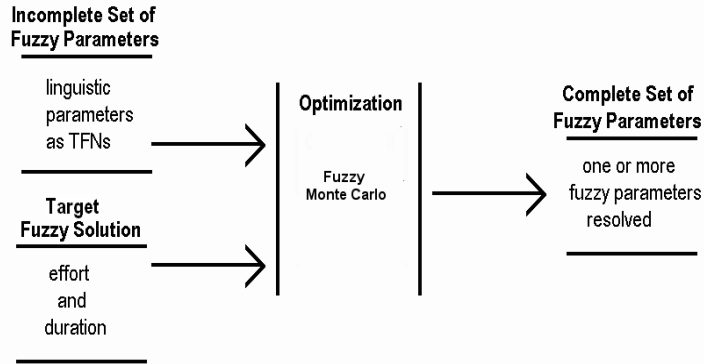 Incomplete Set of
Fuzzy Parameters
linguistic
parameters
as TFNs
Target
Fuzzy Solution
effort
and
duration
Optimization
Fuzzy
Monte Carlo
Complete Set of
Fuzzy Parameters
one or more
fuzzy parameters
resolved